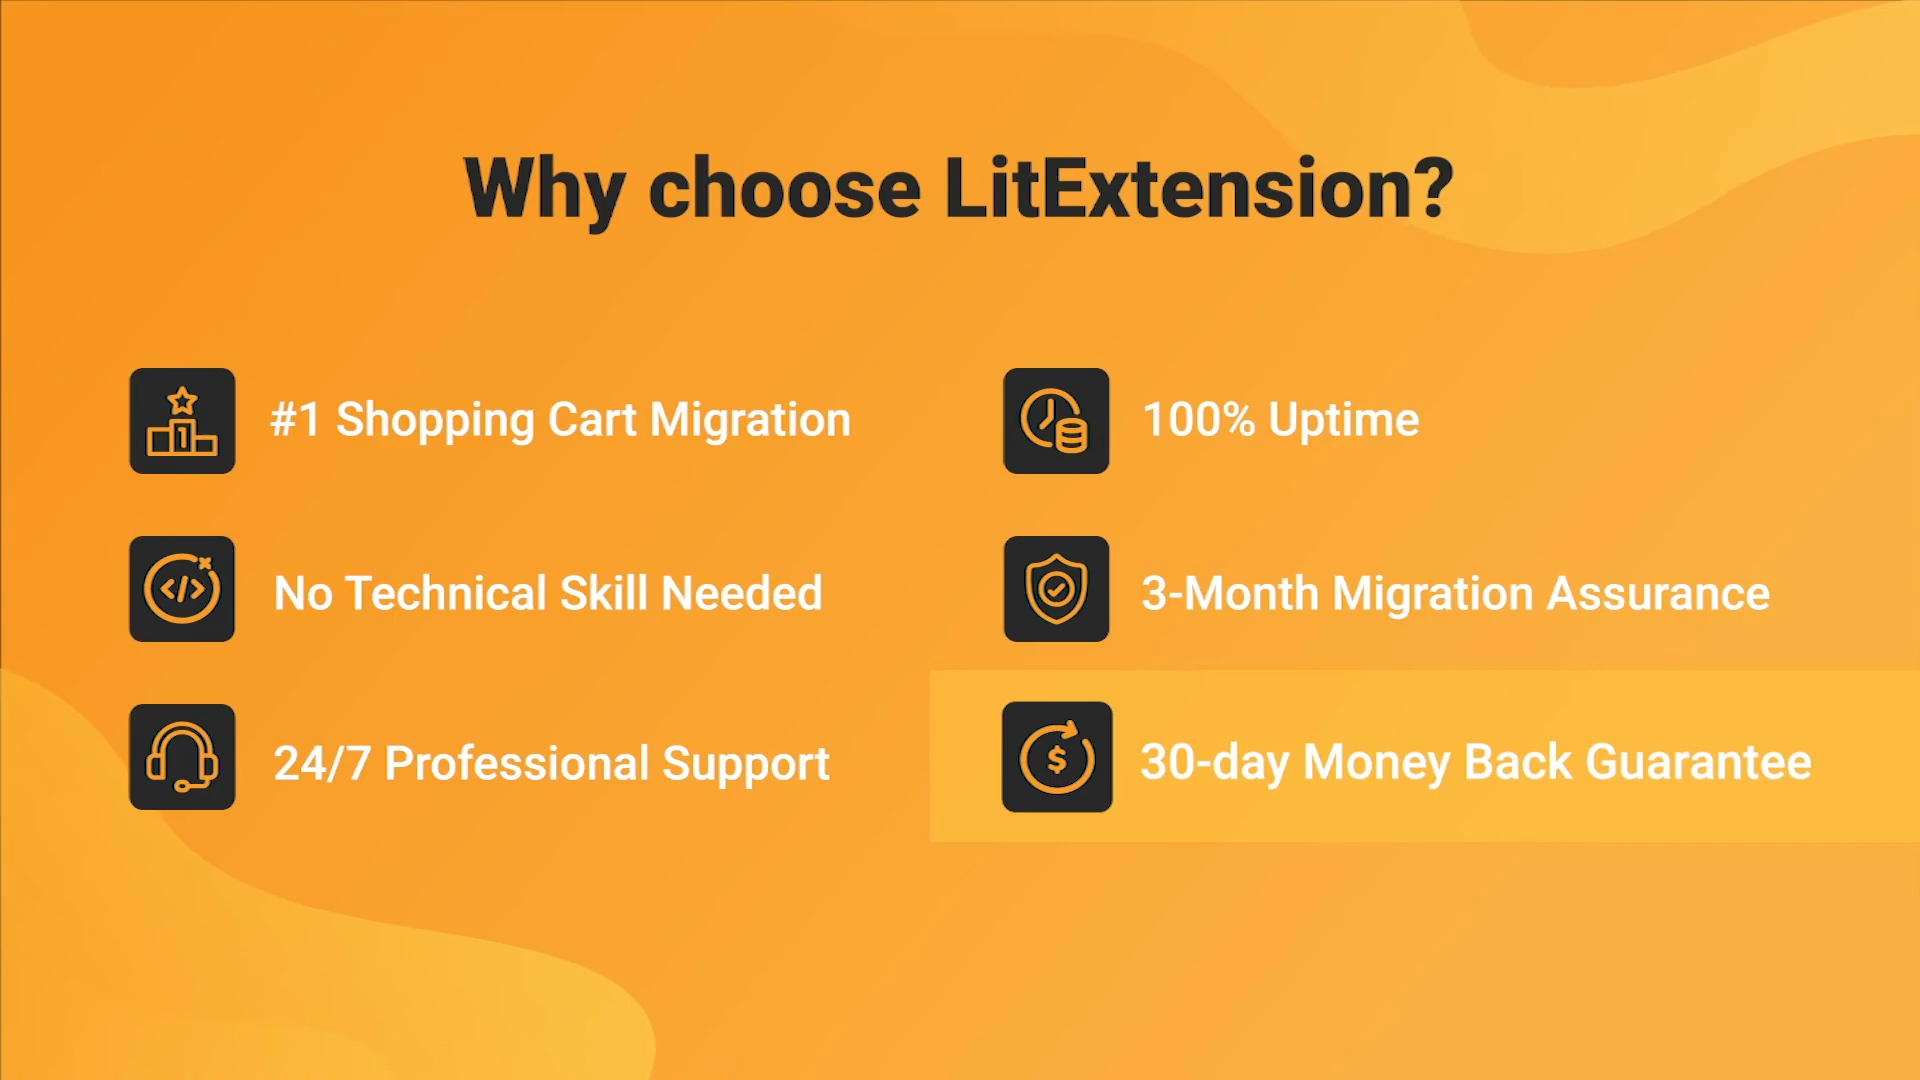 Why choose LitExtension?
#1 Shopping Cart Migration
No Technical Skill Needed
24/7 Professional Support
100% Uptime
3-Month Migration Assurance
30-day Money Back Guarantee